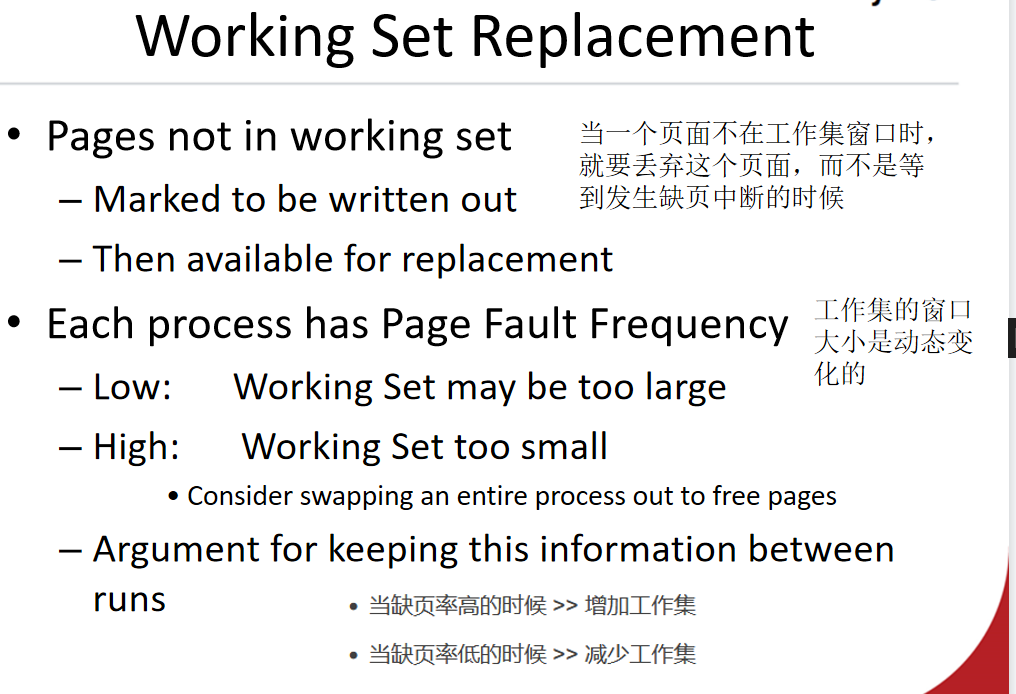 Working Set Replacement
• Pages not in working set
当一个页面不在工作集窗口时，
就要丢弃这个页面，而不是等
到发生缺页中断的时候
– Marked to be written out
– Then available for replacement
• Each process has Page Fault Frequency
工作集的窗口
大小是动态变
化的
– Low: Working Set may be too large
– High: Working Set too small
• Consider swapping an entire process out to free pages
– Argument for keeping this information between
runs
• 当缺页率高的时候 >> 增加工作集
• 当缺页率低的时候 >> 减少工作集